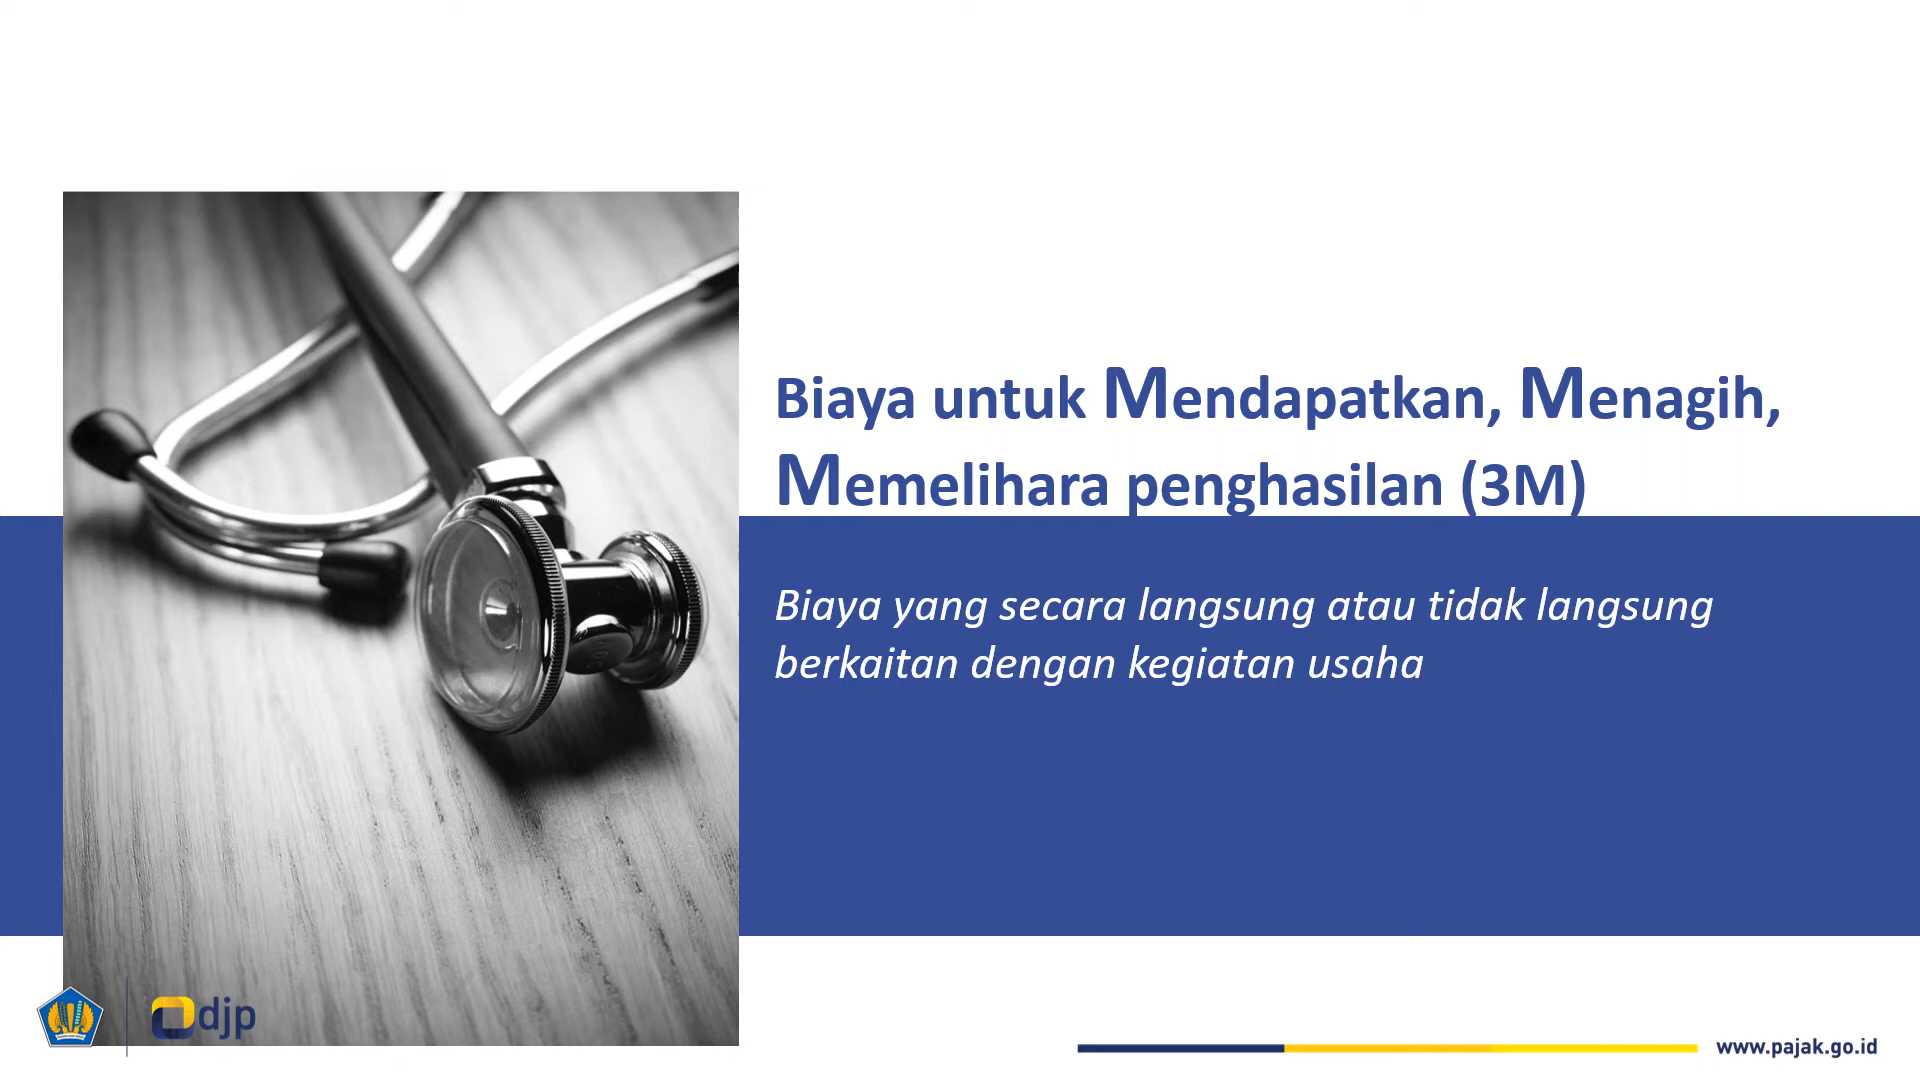 Biaya untuk Mendapatkan, Menagih,
Memelihara penghasilan (3M)
Biaya yang secara langsung atau tidak langsung
berkaitan dengan kegiatan usaha
djp
www.pajak.go.id